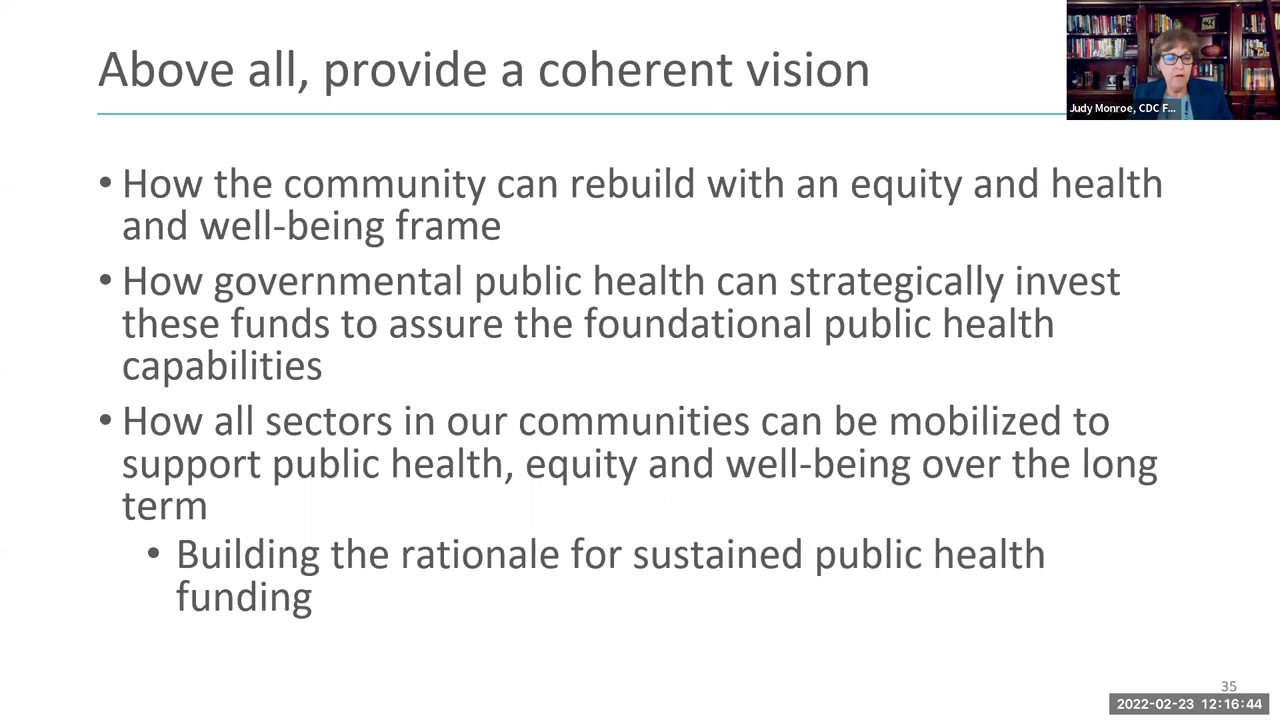 Above all, provide a coherent vision
Judy Monroe, CDC F...
• How the community can rebuild with an equity and health
and well-being frame
• How governmental public health can strategically invest
these funds to assure the foundational public health
capabilities
• How all sectors in our communities can be mobilized to
support public health, equity and well-being over the long
term
• Building the rationale for sustained public health
funding
35
2022-02-23 12:16:44